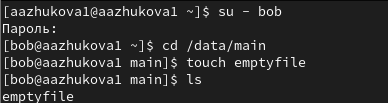 [aazhukova1@aazhukova1 ~]$ su - bob
Пароль:
[bob@aazhukova1 ~]$ cd /data/main
[bob@aazhukova1 main]$ touch emptyfile
[bob@aazhukova1 main]$ ls
emptyfile